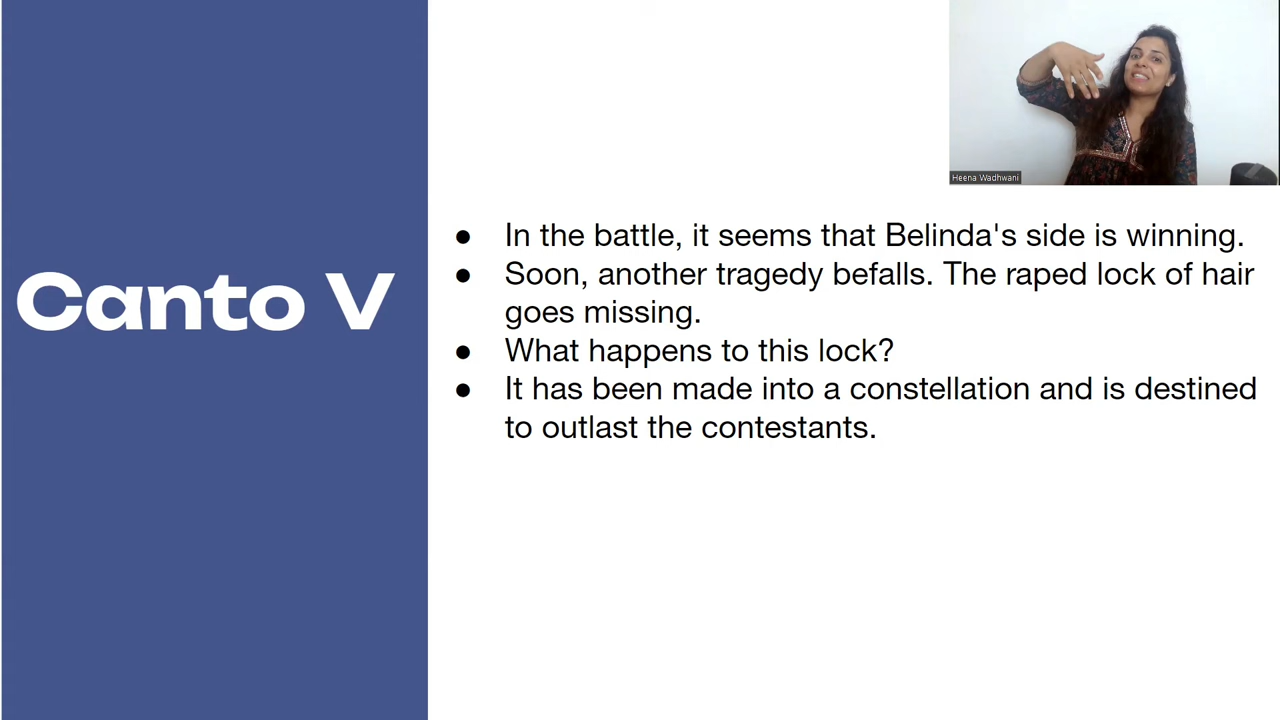 Heena Wadhwani
Canto V
● In the battle, it seems that Belinda's side is winning.
● Soon, another tragedy befalls. The raped lock of hair
goes missing.
● What happens to this lock?
● It has been made into a constellation and is destined
to outlast the contestants.